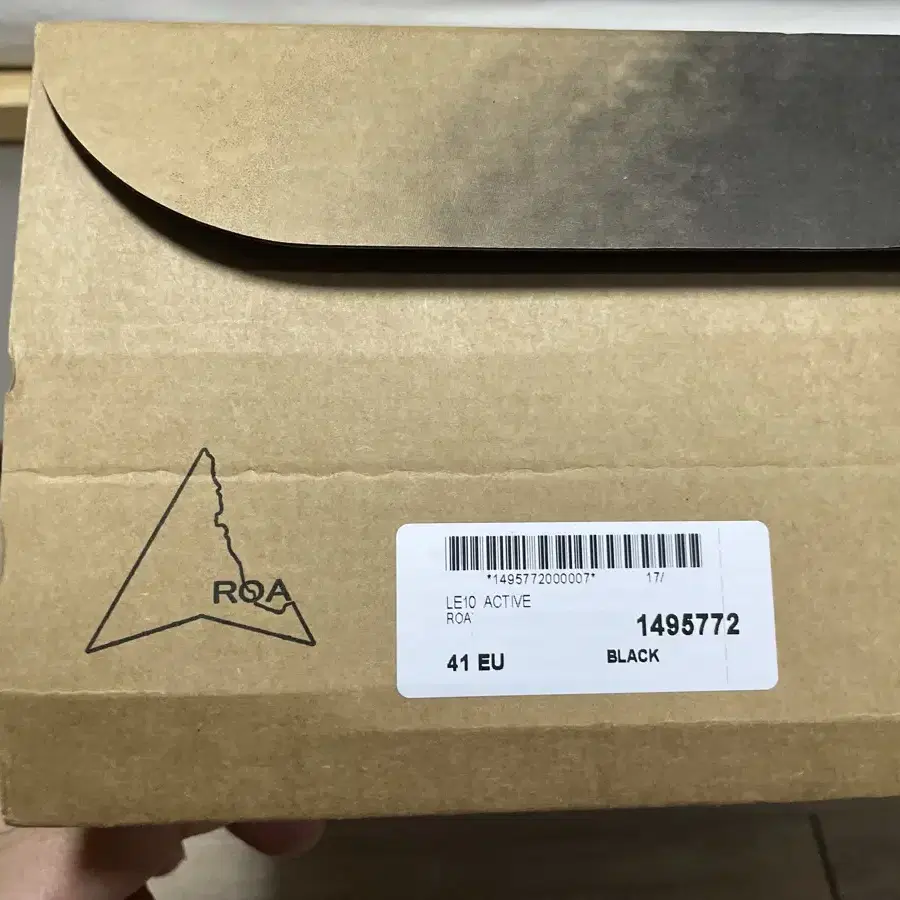 ROA
*1495772000007* 17/
LE10 ACTIVE
ROA
1495772
41 EU
BLACK